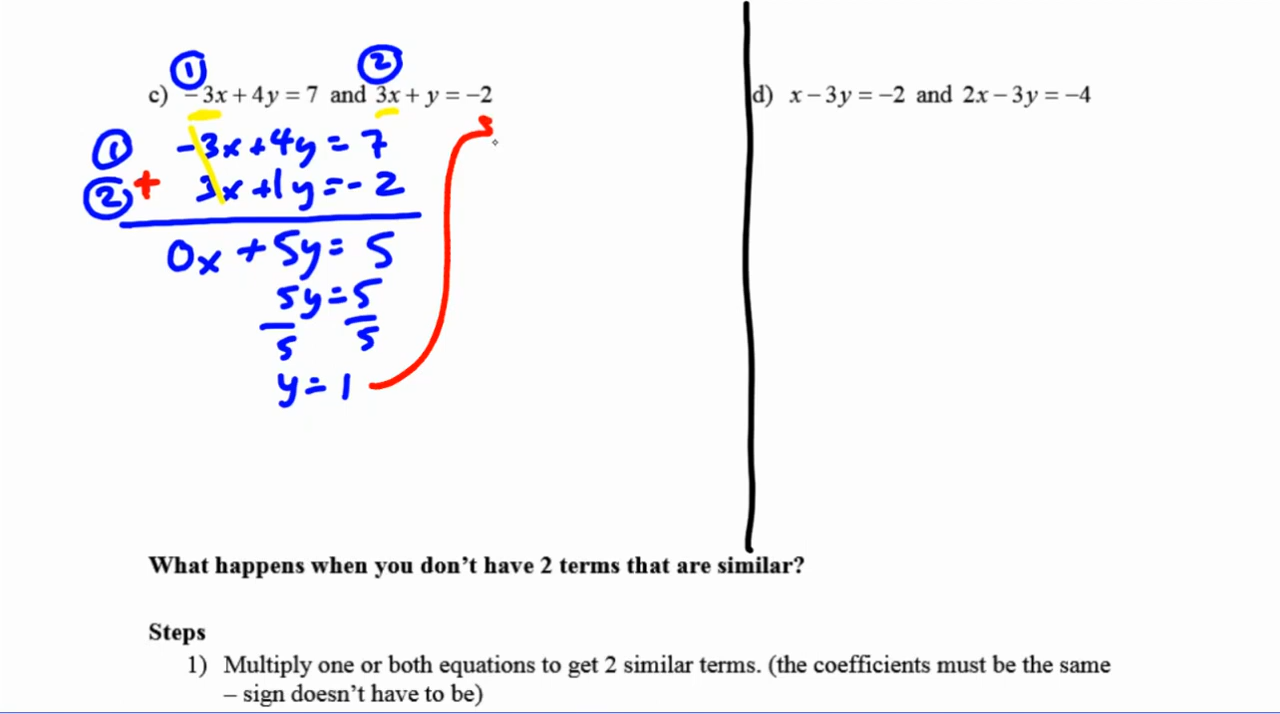 ① ②
c) −3x + 4y = 7 and 3x + y = −2
① -3x + 4y = 7
② + 3x + 1y = -2
0x + 5y = 5
5y = 5
5 5
y = 1
d) x − 3y = −2 and 2x − 3y = −4
What happens when you don’t have 2 terms that are similar?
Steps
1) Multiply one or both equations to get 2 similar terms. (the coefficients must be the same
– sign doesn’t have to be)